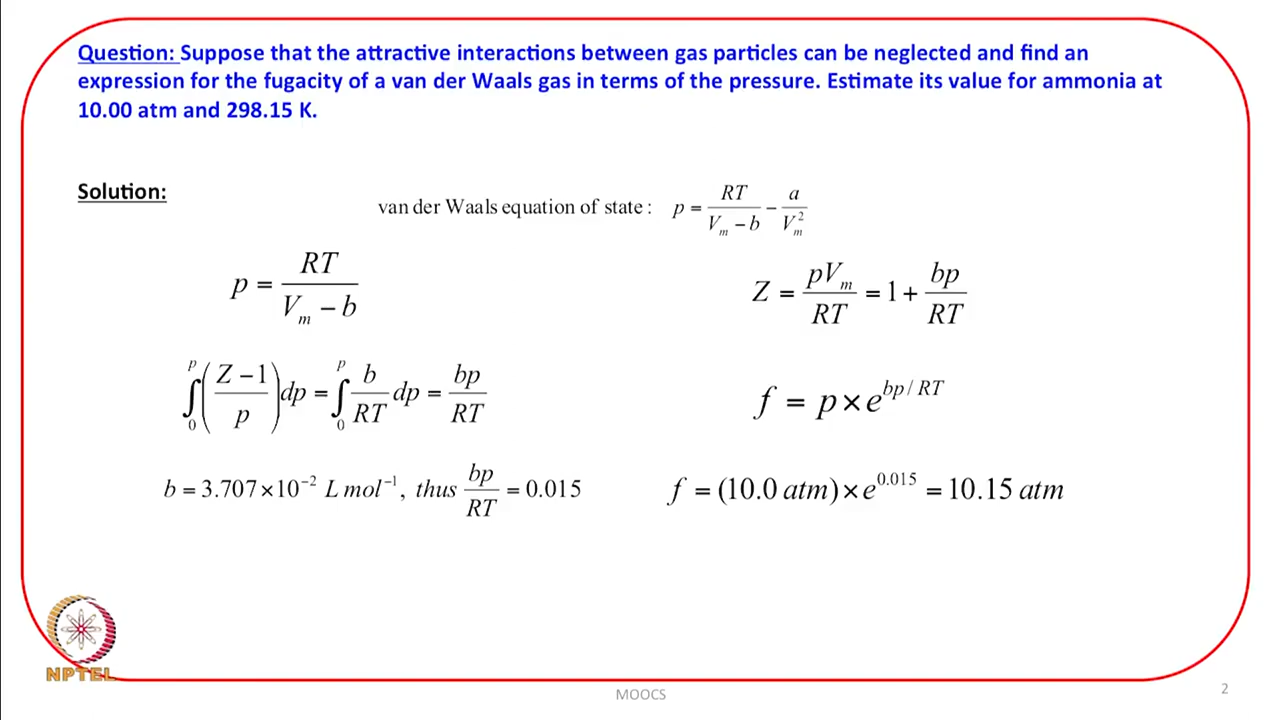 Question: Suppose that the attractive interactions between gas particles can be neglected and find an
expression for the fugacity of a van der Waals gas in terms of the pressure. Estimate its value for ammonia at
10.00 atm and 298.15 K.
Solution:
van der Waals equation of state : p = RT/(V_m − b) − a/V_m^2
p = RT/(V_m − b)
Z = pV_m/RT = 1 + bp/RT
∫_0^p ((Z − 1)/p) dp = ∫_0^p (b/RT) dp = bp/RT
f = p × e^{bp/RT}
b = 3.707 × 10^{−2} L mol^{−1}, thus bp/RT = 0.015
f = (10.0 atm) × e^{0.015} = 10.15 atm
NPTEL
MOOCS
2